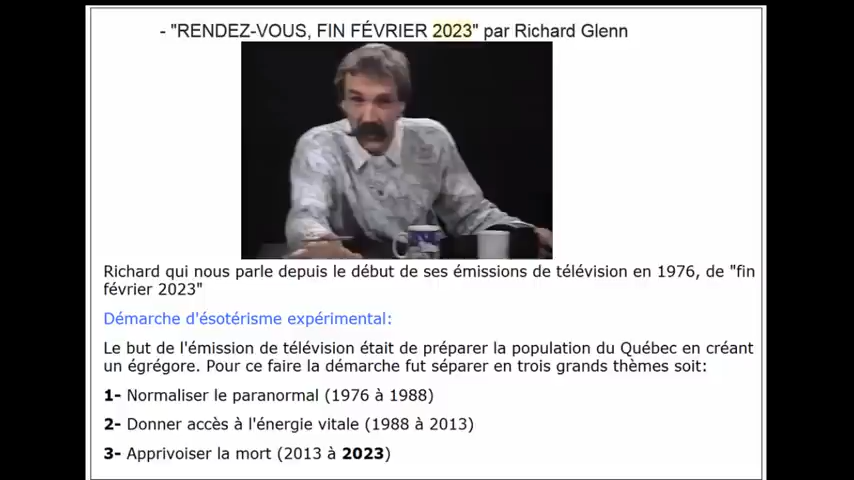 - "RENDEZ-VOUS, FIN FÉVRIER 2023" par Richard Glenn
Richard qui nous parle depuis le début de ses émissions de télévision en 1976, de "fin
février 2023"
Démarche d'ésotérisme expérimental:
Le but de l'émission de télévision était de préparer la population du Québec en créant
un égrégore. Pour ce faire la démarche fut séparer en trois grands thèmes soit:
1- Normaliser le paranormal (1976 à 1988)
2- Donner accès à l'énergie vitale (1988 à 2013)
3- Apprivoiser la mort (2013 à 2023)